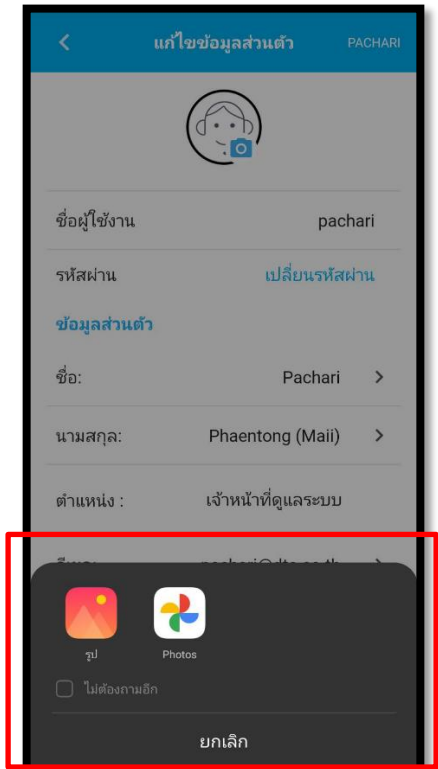 แก้ไขข้อมูลส่วนตัว PACHARI
ชื่อผู้ใช้งาน pachari
รหัสผ่าน เปลี่ยนรหัสผ่าน
ข้อมูลส่วนตัว
ชื่อ: Pachari
นามสกุล: Phaentong (Maii)
ตำแหน่ง : เจ้าหน้าที่ดูแลระบบ
รูป Photos
ไม่ต้องถามอีก
ยกเลิก